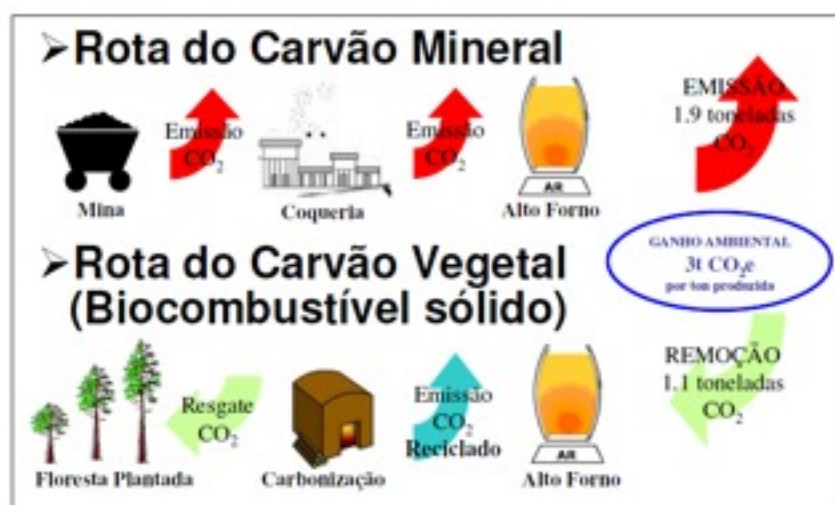 ➢Rota do Carvão Mineral
Emissão
CO₂
Emissão
CO₂
EMISSÃO
1.9 toneladas
CO₂
AR
Mina
Coqueria
Alto Forno
GANHO AMBIENTAL
3t CO₂e
por ton produzida
➢Rota do Carvão Vegetal
(Biocombustível sólido)
Resgate
CO₂
Emissão
CO₂
Reciclado
REMOÇÃO
1.1 toneladas
CO₂
AR
Floresta Plantada
Carbonização
Alto Forno